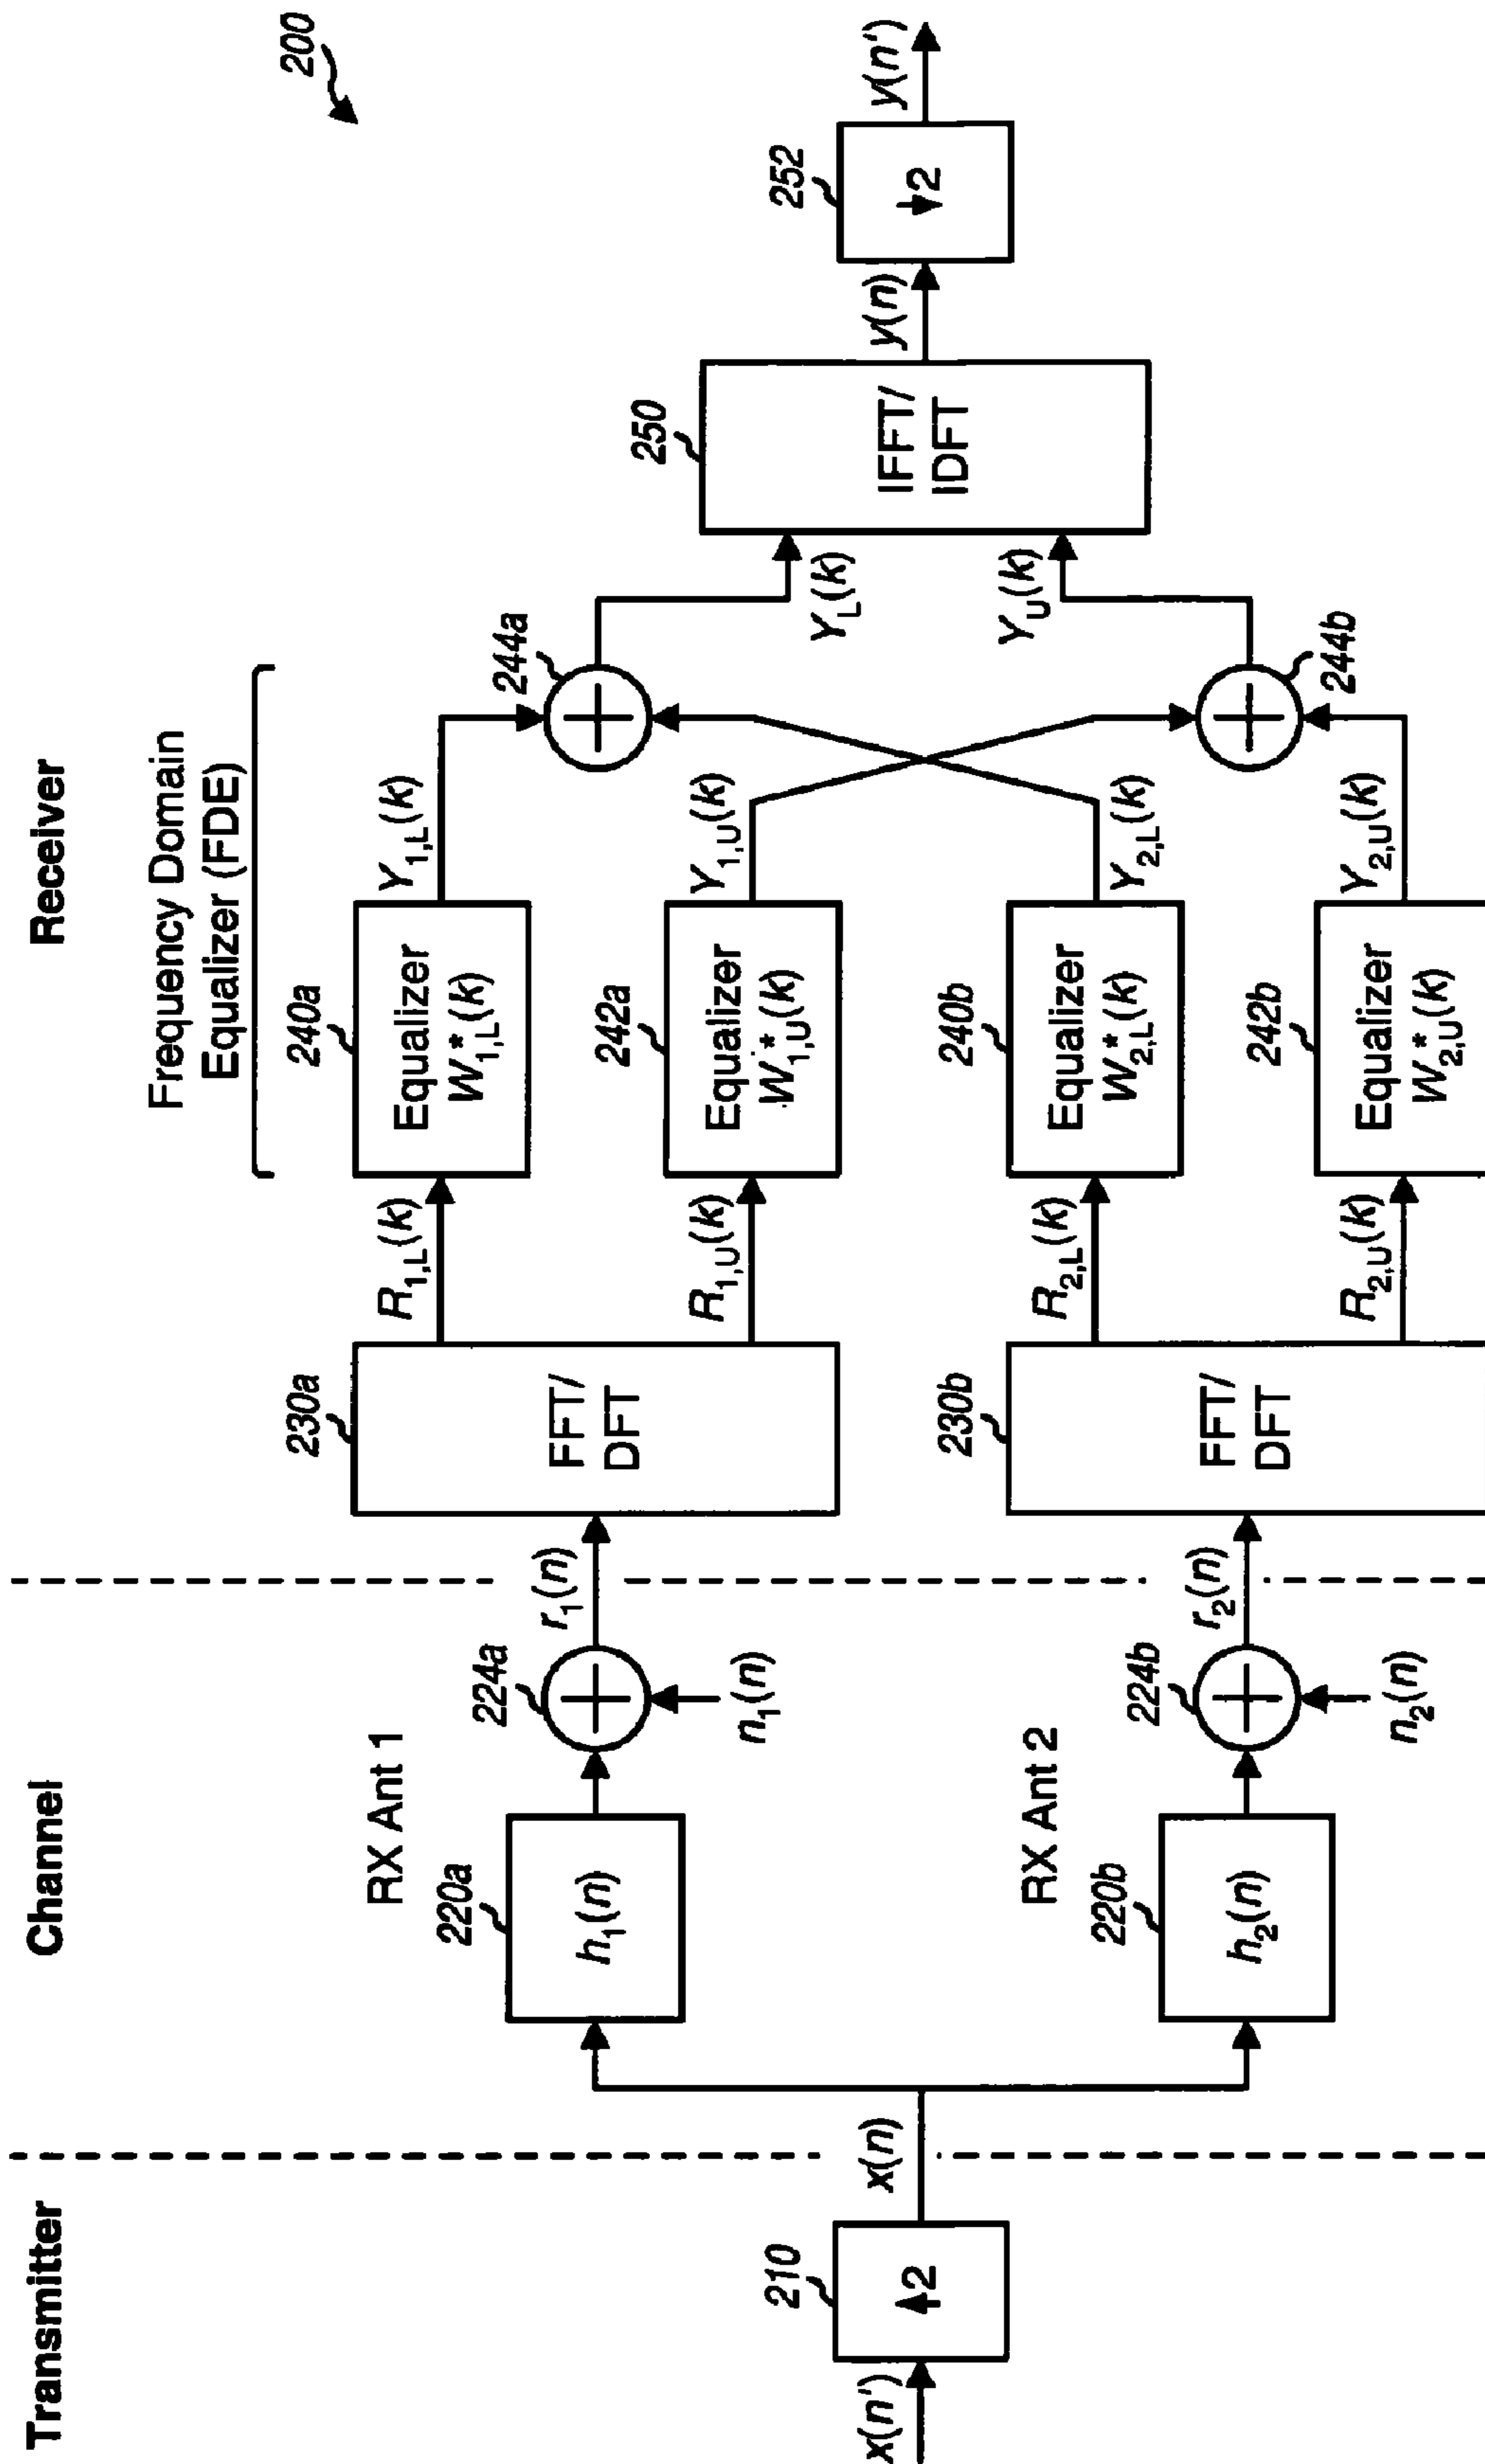 200
Transmitter
Channel
Receiver
Frequency Domain
Equalizer (FDE)
x(n')
210
↑2
x(n)
RX Ant 1
220a
h₁(n)
224a
n₁(n)
r₁(n)
230a
FFT/
DFT
R₁,L(k)
R₁,U(k)
240a
Equalizer
W*₁,L(k)
242a
Equalizer
W*₁,U(k)
Y₁,L(k)
Y₁,U(k)
RX Ant 2
220b
h₂(n)
224b
n₂(n)
r₂(n)
230b
FFT/
DFT
R₂,L(k)
R₂,U(k)
240b
Equalizer
W*₂,L(k)
242b
Equalizer
W*₂,U(k)
Y₂,L(k)
Y₂,U(k)
244a
244b
Y_L(k)
Y_U(k)
250
IFFT/
IDFT
y(n)
252
↓2
y(n')